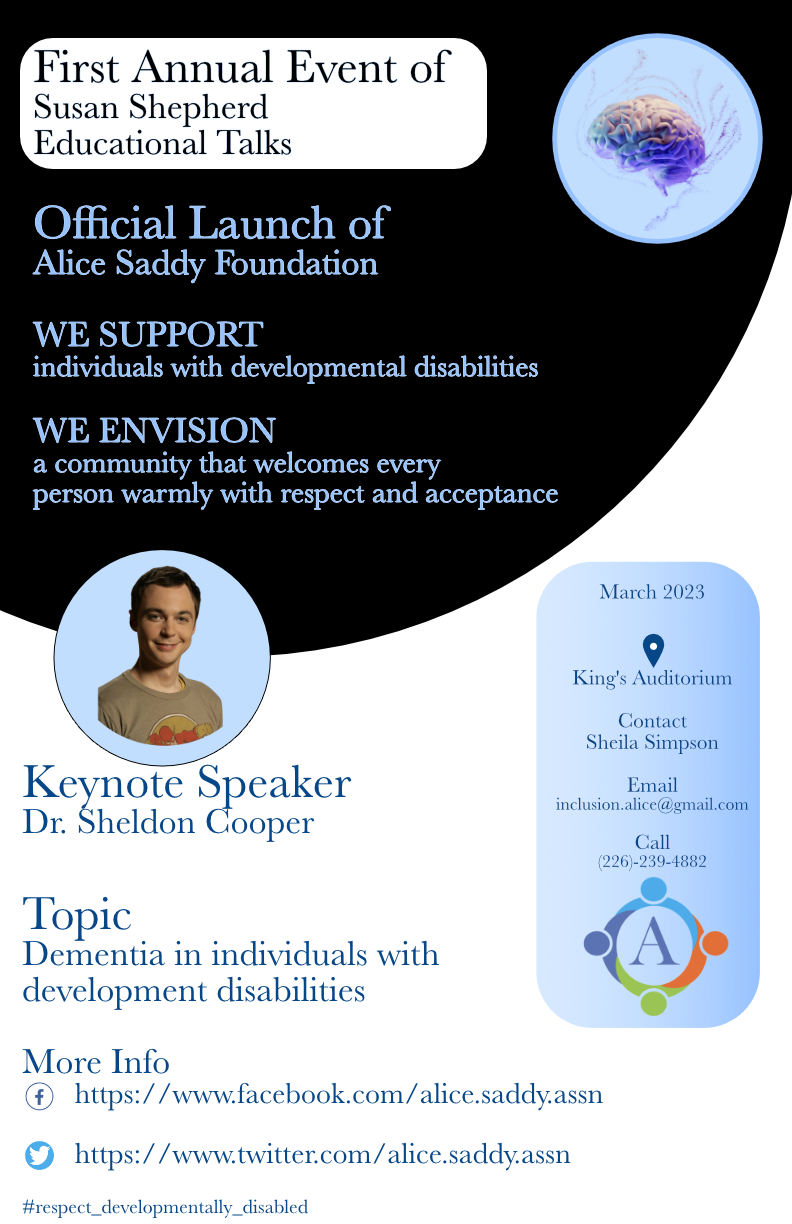 First Annual Event of
Susan Shepherd
Educational Talks
Official Launch of
Alice Saddy Foundation
WE SUPPORT
individuals with developmental disabilities
WE ENVISION
a community that welcomes every
person warmly with respect and acceptance
March 2023
King's Auditorium
Contact
Sheila Simpson
Email
inclusion.alice@gmail.com
Call
(226)-239-4882
A
Keynote Speaker
Dr. Sheldon Cooper
Topic
Dementia in individuals with
development disabilities
More Info
https://www.facebook.com/alice.saddy.assn
https://www.twitter.com/alice.saddy.assn
#respect_developmentally_disabled